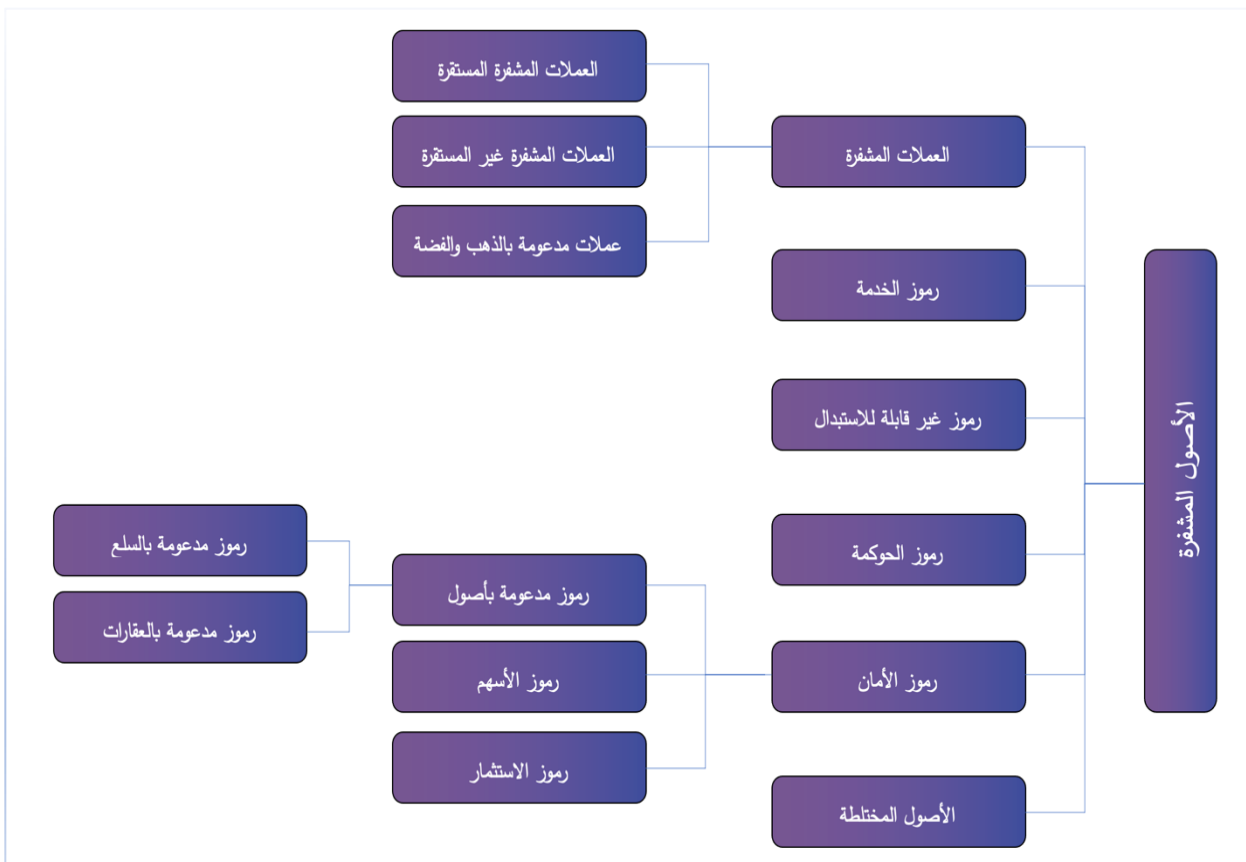 الأصول المشفرة
العملات المشفرة
العملات المشفرة المستقرة
العملات المشفرة غير المستقرة
عملات مدعومة بالذهب والفضة
رموز الخدمة
رموز غير قابلة للاستبدال
رموز الحوكمة
رموز الأمان
رموز مدعومة بأصول
رموز مدعومة بالسلع
رموز مدعومة بالعقارات
رموز الأسهم
رموز الاستثمار
الأصول المختلطة